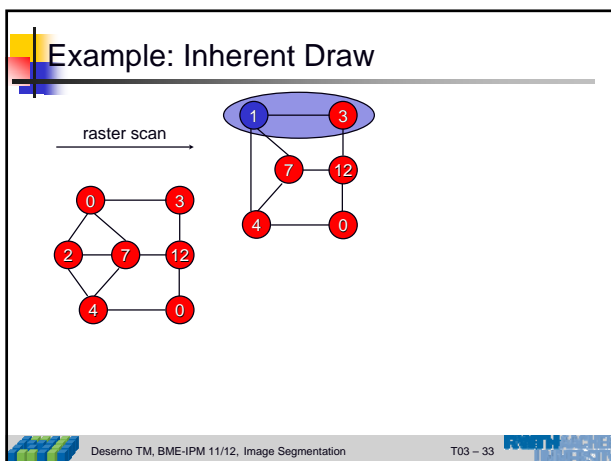 Example: Inherent Draw
raster scan
1 3
7 12
4 0
0 3
2 7 12
4 0
Deserno TM, BME-IPM 11/12, Image Segmentation T03 – 33